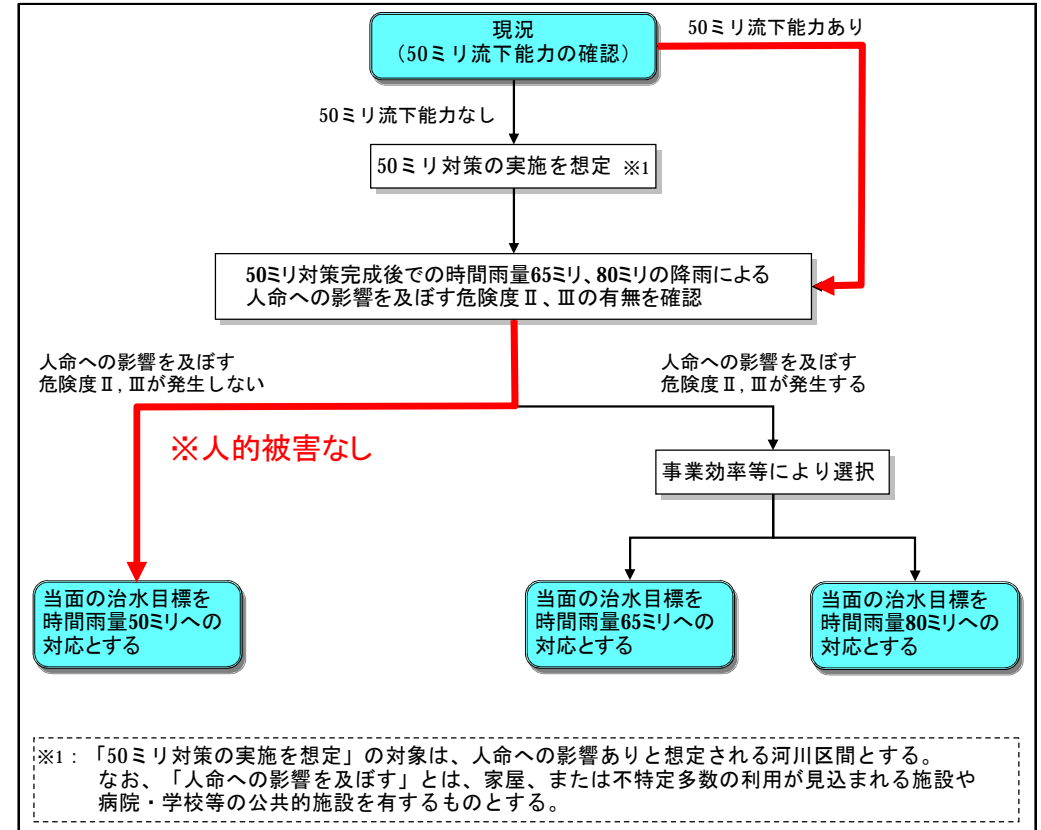 現況
(50ミリ流下能力の確認)
50ミリ流下能力あり
50ミリ流下能力なし
50ミリ対策の実施を想定 ※1
50ミリ対策完成後での時間雨量65ミリ、80ミリの降雨による
人命への影響を及ぼす危険度Ⅱ、Ⅲの有無を確認
人命への影響を及ぼす
危険度Ⅱ,Ⅲが発生しない
人命への影響を及ぼす
危険度Ⅱ,Ⅲが発生する
※人的被害なし
事業効率等により選択
当面の治水目標を
時間雨量50ミリへの
対応とする
当面の治水目標を
時間雨量65ミリへの
対応とする
当面の治水目標を
時間雨量80ミリへの
対応とする
※1:「50ミリ対策の実施を想定」の対象は、人命への影響ありと想定される河川区間とする。
なお、「人命への影響を及ぼす」とは、家屋、または不特定多数の利用が見込まれる施設や
病院・学校等の公共的施設を有するものとする。